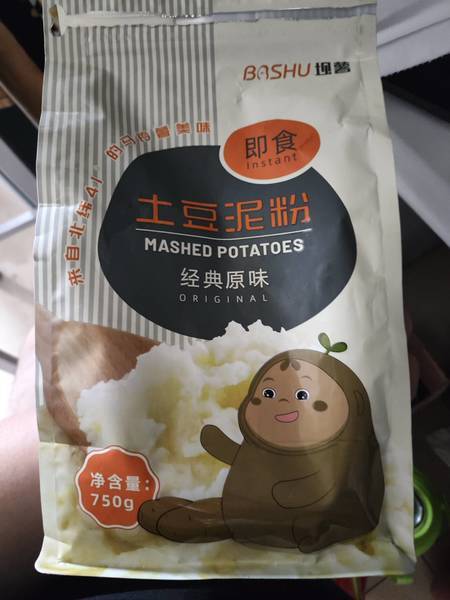 BASHU 坝薯
来自北纬41°的马铃薯美味
即食
Instant
土豆泥粉
MASHED POTATOES
经典原味
ORIGINAL
净含量：
750g